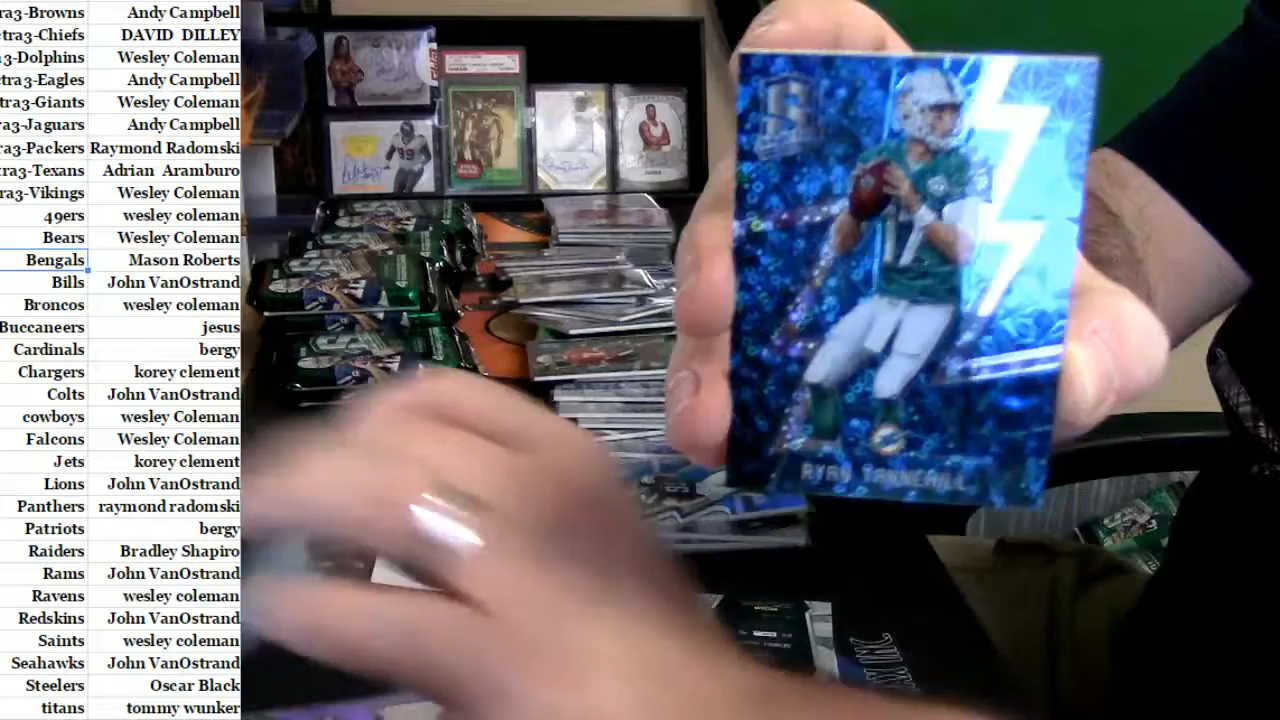 tra3-Browns Andy Campbell
tra3-Chiefs DAVID DILLEY
3-Dolphins Wesley Coleman
tra3-Eagles Andy Campbell
tra3-Giants Wesley Coleman
ra3-Jaguars Andy Campbell
ra3-Packers Raymond Radomski
tra3-Texans Adrian Aramburo
ra3-Vikings Wesley Coleman
49ers wesley coleman
Bears Wesley Coleman
Bengals Mason Roberts
Bills John VanOstrand
Broncos wesley coleman
Buccaneers jesus
Cardinals bergy
Chargers korey clement
Colts John VanOstrand
cowboys wesley Coleman
Falcons Wesley Coleman
Jets korey clement
Lions John VanOstrand
Panthers raymond radomski
Patriots bergy
Raiders Bradley Shapiro
Rams John VanOstrand
Ravens wesley coleman
Redskins John VanOstrand
Saints wesley coleman
Seahawks John VanOstrand
Steelers Oscar Black
titans tommy wunker
S
17
RYAN TANNEHILL
99